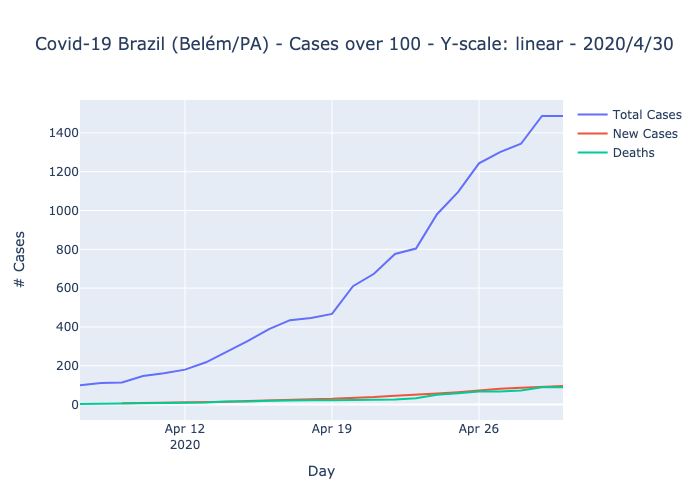 Covid-19 Brazil (Belém/PA) - Cases over 100 - Y-scale: linear - 2020/4/30
Total Cases
New Cases
Deaths
# Cases
1400
1200
1000
800
600
400
200
0
Apr 12
2020
Apr 19
Apr 26
Day